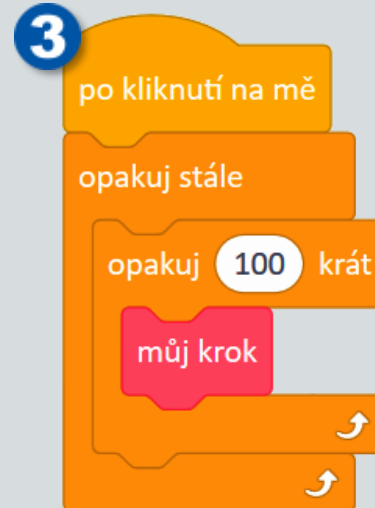 3
po kliknutí na mě
opakuj stále
opakuj 100 krát
můj krok